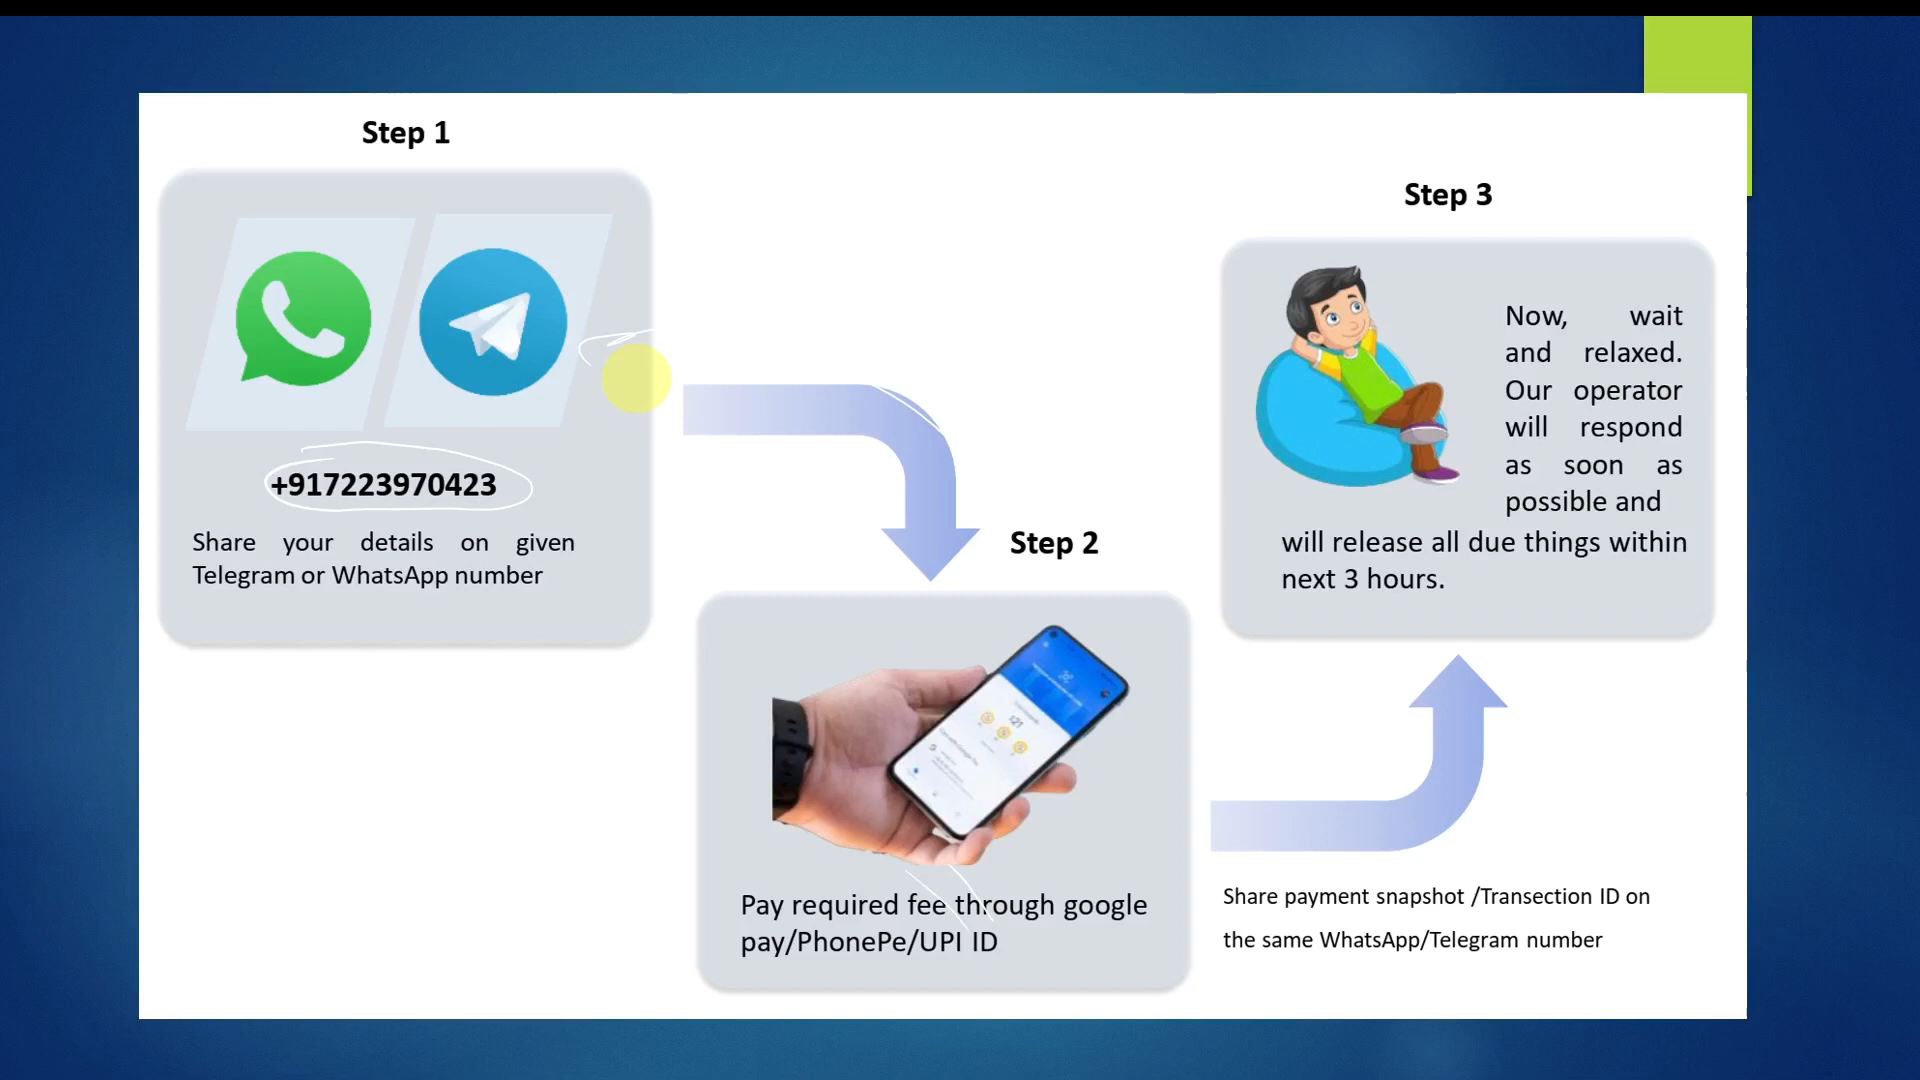 Step 1
+917223970423
Share your details on given
Telegram or WhatsApp number
Step 2
Pay required fee through google
pay/PhonePe/UPI ID
Step 3
Now, wait
and relaxed.
Our operator
will respond
as soon as
possible and
will release all due things within
next 3 hours.
Share payment snapshot /Transection ID on
the same WhatsApp/Telegram number